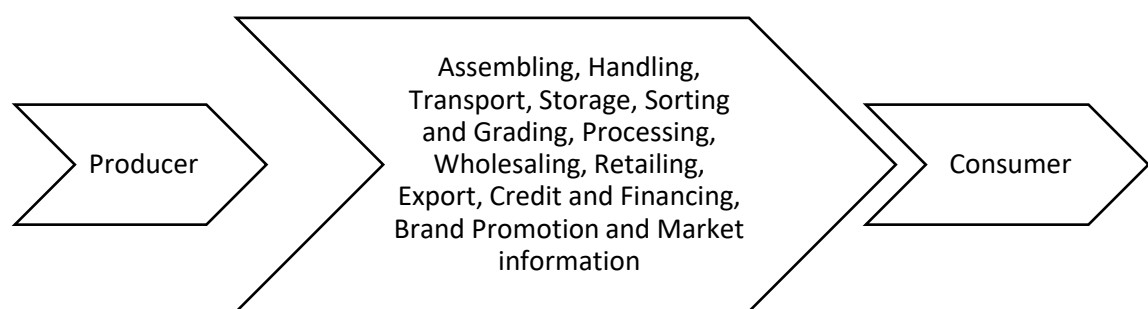 Producer
Assembling, Handling,
Transport, Storage, Sorting
and Grading, Processing,
Wholesaling, Retailing,
Export, Credit and Financing,
Brand Promotion and Market
information
Consumer